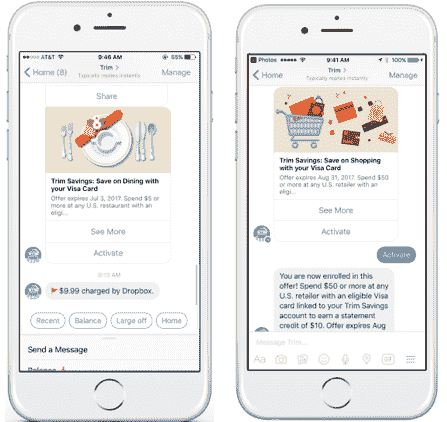 AT&T 9:46 AM 55%
Home (8)
Trim
Typically replies instantly
Manage
Share
Trim Savings: Save on Dining with
your Visa Card
Offer expires Jul 3, 2017. Spend $5 or
more at any U.S. restaurant with an
eligi...
See More
Activate
9:13 AM
$9.99 charged by Dropbox.
Recent
Balance
Large off
Home
Send a Message
Photos 9:41 AM 100%
Home
Trim
Typically replies instantly
Manage
Trim Savings: Save on Shopping
with your Visa Card
Offer expires Aug 31, 2017. Spend $50
or more at any U.S. retailer with an
eligi...
See More
Activate
Activate
You are now enrolled in this
offer! Spend $50 or more at any
U.S. retailer with an eligible Visa
card linked to your Trim Savings
account to earn a statement
credit of $10. Offer expires Aug
Message Trim...
Aa
GIF